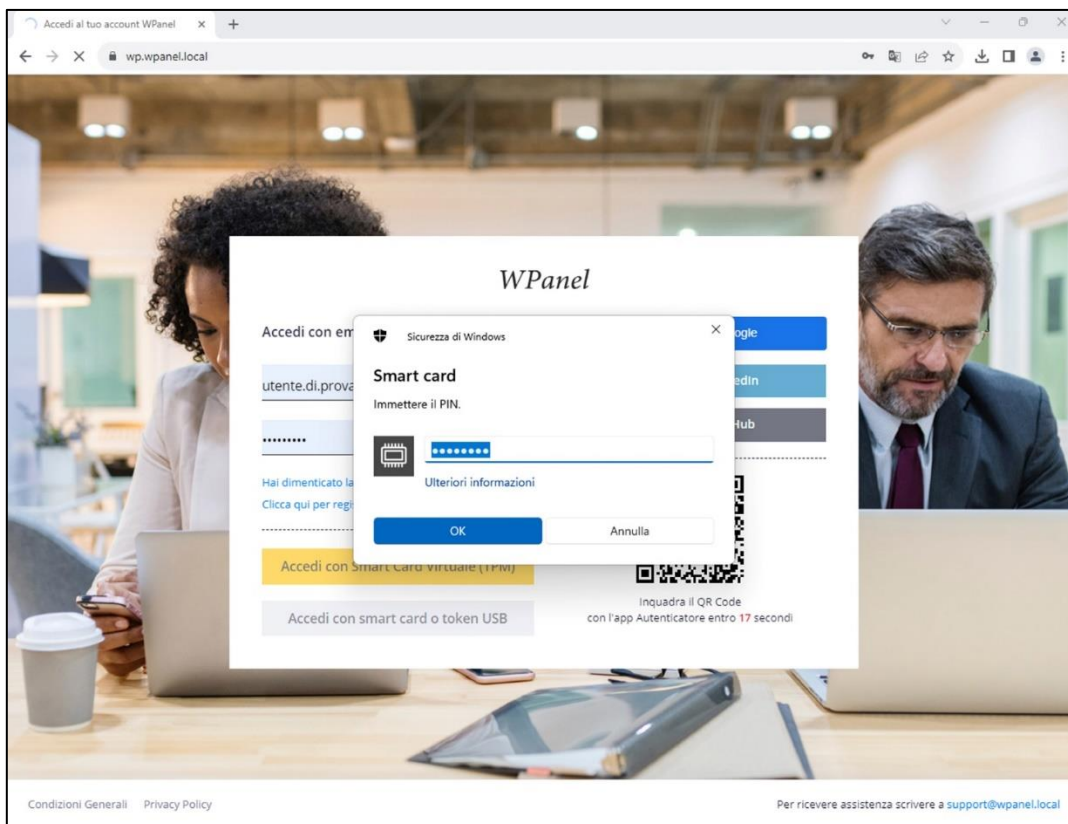 Accedi al tuo account WPanel
wp.wpanel.local
WPanel
Accedi con em
ogle
utente.di.prova
edin
Hub
•••••••••
Hai dimenticato la
Clicca qui per regi
Sicurezza di Windows
Smart card
Immettere il PIN.
••••••••
Ulteriori informazioni
OK Annulla
Accedi con Smart Card Virtuale (TPM)
Accedi con smart card o token USB
Inquadra il QR Code
con l'app Autenticatore entro 17 secondi
Condizioni Generali Privacy Policy
Per ricevere assistenza scrivere a support@wpanel.local